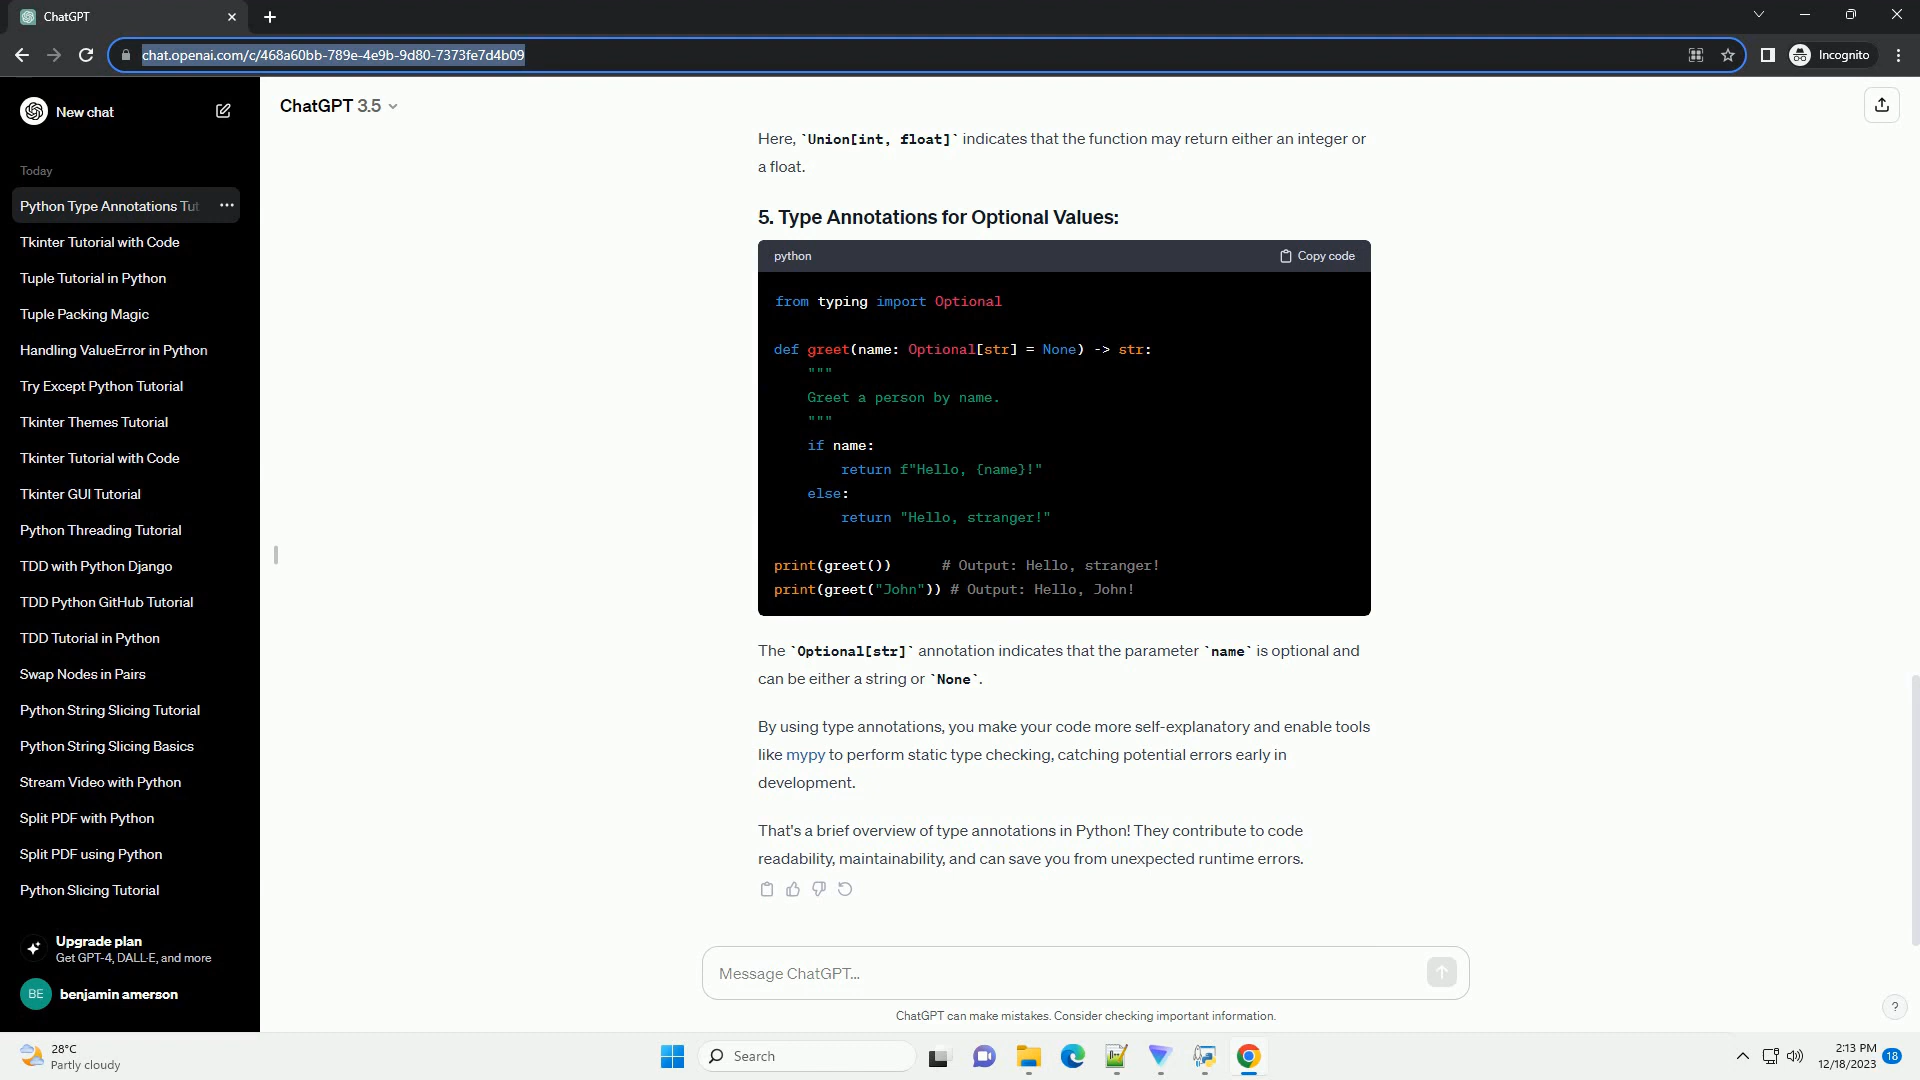 ChatGPT
chat.openai.com/c/468a60bb-789e-4e9b-9d80-7373fe7d4b09
Incognito
New chat
Today
Python Type Annotations Tut
Tkinter Tutorial with Code
Tuple Tutorial in Python
Tuple Packing Magic
Handling ValueError in Python
Try Except Python Tutorial
Tkinter Themes Tutorial
Tkinter Tutorial with Code
Tkinter GUI Tutorial
Python Threading Tutorial
TDD with Python Django
TDD Python GitHub Tutorial
TDD Tutorial in Python
Swap Nodes in Pairs
Python String Slicing Tutorial
Python String Slicing Basics
Stream Video with Python
Split PDF with Python
Split PDF using Python
Python Slicing Tutorial
Upgrade plan
Get GPT-4, DALL·E, and more
BE benjamin amerson
ChatGPT 3.5
Here, `Union[int, float]` indicates that the function may return either an integer or
a float.
5. Type Annotations for Optional Values:
python Copy code
from typing import Optional
def greet(name: Optional[str] = None) -> str:
"""
Greet a person by name.
"""
if name:
return f"Hello, {name}!"
else:
return "Hello, stranger!"
print(greet()) # Output: Hello, stranger!
print(greet("John")) # Output: Hello, John!
The `Optional[str]` annotation indicates that the parameter `name` is optional and
can be either a string or `None`.
By using type annotations, you make your code more self-explanatory and enable tools
like mypy to perform static type checking, catching potential errors early in
development.
That's a brief overview of type annotations in Python! They contribute to code
readability, maintainability, and can save you from unexpected runtime errors.
Message ChatGPT...
ChatGPT can make mistakes. Consider checking important information.
?
28°C
Partly cloudy
Search
2:13 PM
12/18/2023
18